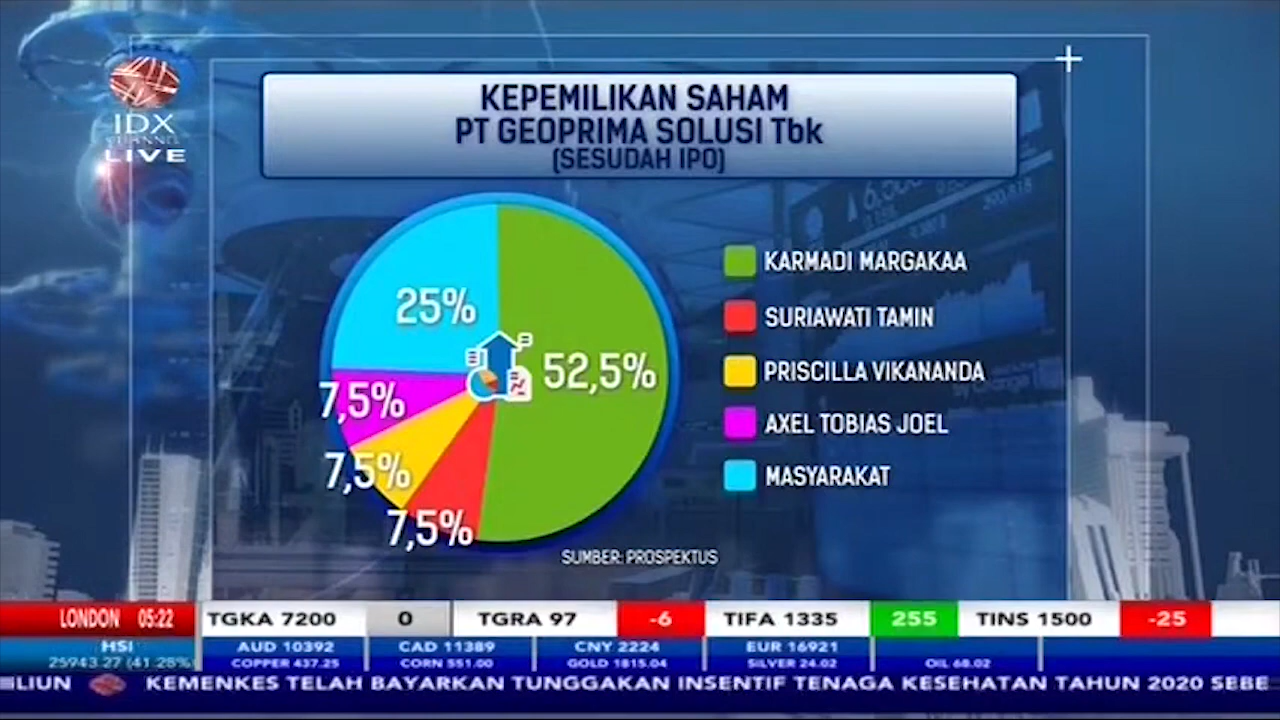 IDX
CHANNEL
LIVE
KEPEMILIKAN SAHAM
PT GEOPRIMA SOLUSI Tbk
(SESUDAH IPO)
25%
52,5%
7,5%
7,5%
7,5%
KARMADI MARGAKAA
SURIAWATI TAMIN
PRISCILLA VIKANANDA
AXEL TOBIAS JOEL
MASYARAKAT
SUMBER: PROSPEKTUS
LONDON 05:22
TGKA 7200 0 TGRA 97 -6 TIFA 1335 255 TINS 1500 -25
HSI AUD 10392 CAD 11389 CNY 2224 EUR 16921
25943.27 (41.28%) COPPER 437.25 CORN 551.00 GOLD 1815.04 SILVER 24.02 OIL 68.02
LIUN KEMENKES TELAH BAYARKAN TUNGGAKAN INSENTIF TENAGA KESEHATAN TAHUN 2020 SEBE